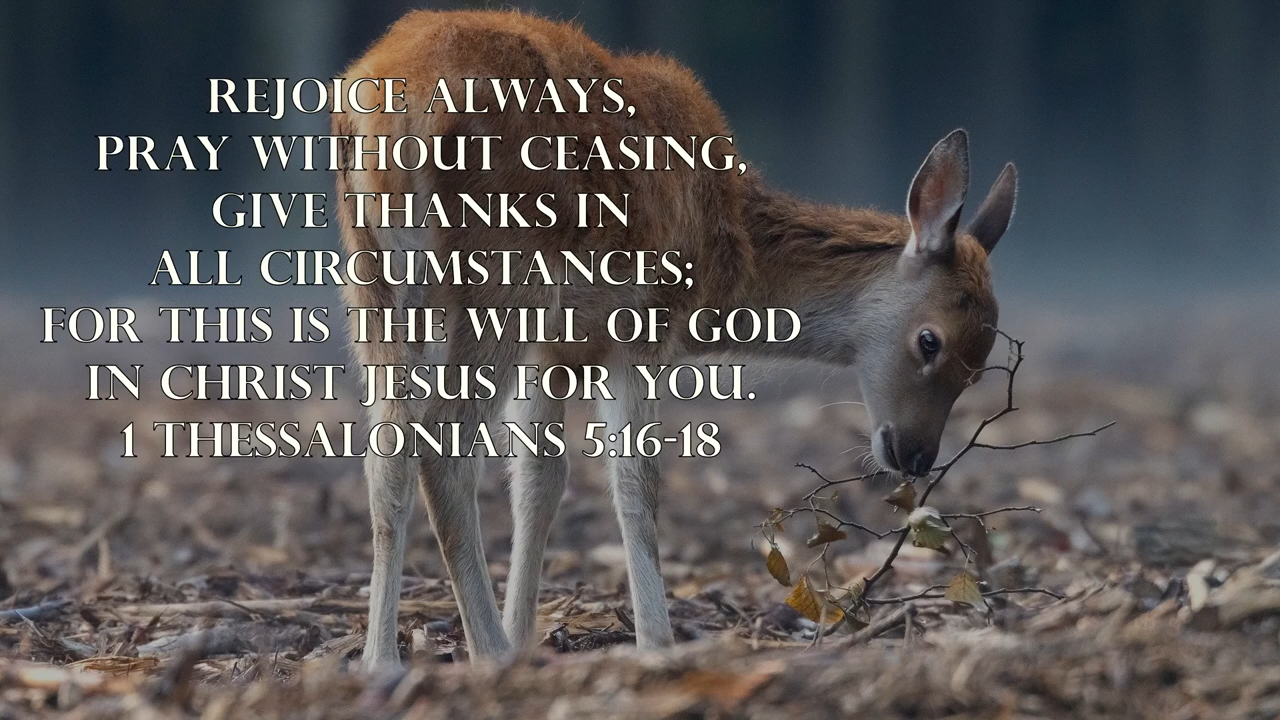 REJOICE ALWAYS,
PRAY WITHOUT CEASING,
GIVE THANKS IN
ALL CIRCUMSTANCES;
FOR THIS IS THE WILL OF GOD
IN CHRIST JESUS FOR YOU.
1 THESSALONIANS 5:16-18